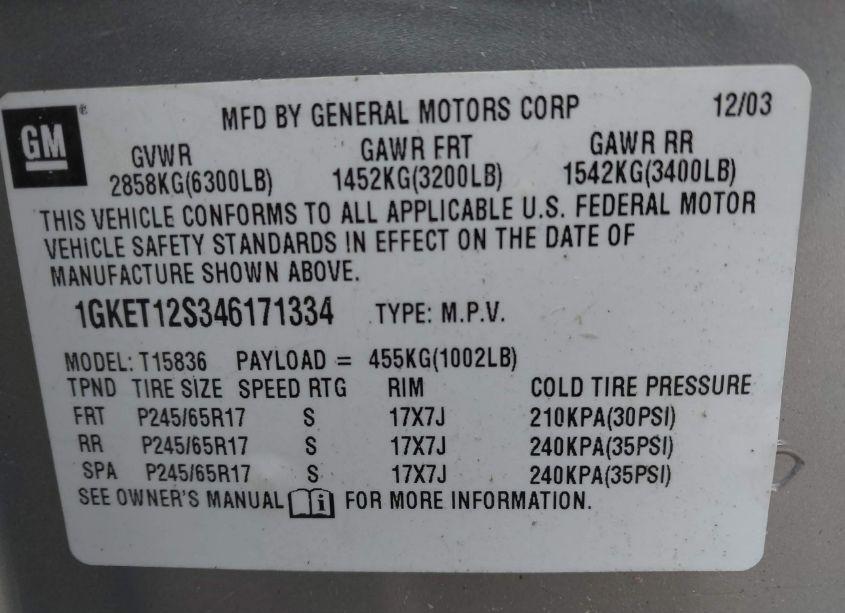 GM ®
MFD BY GENERAL MOTORS CORP 12/03
GVWR GAWR FRT GAWR RR
2858KG(6300LB) 1452KG(3200LB) 1542KG(3400LB)
THIS VEHICLE CONFORMS TO ALL APPLICABLE U.S. FEDERAL MOTOR
VEHICLE SAFETY STANDARDS IN EFFECT ON THE DATE OF
MANUFACTURE SHOWN ABOVE.
1GKET12S346171334 TYPE: M.P.V.
MODEL: T15836 PAYLOAD = 455KG(1002LB)
TPND TIRE SIZE SPEED RTG RIM COLD TIRE PRESSURE
FRT P245/65R17 S 17X7J 210KPA(30PSI)
RR P245/65R17 S 17X7J 240KPA(35PSI)
SPA P245/65R17 S 17X7J 240KPA(35PSI)
SEE OWNER'S MANUAL i FOR MORE INFORMATION.